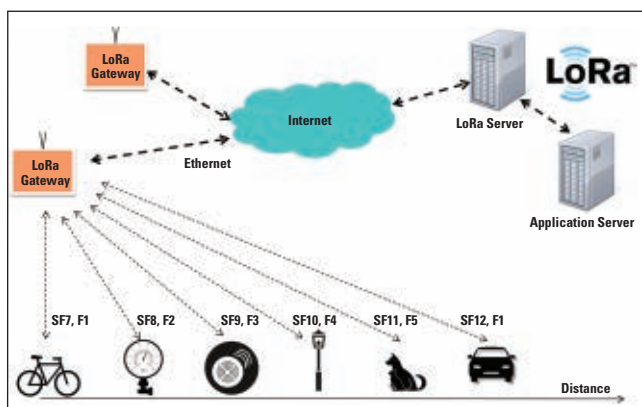 LoRa
Gateway
LoRa
Gateway
Internet
Ethernet
LoRa
LoRa Server
Application Server
SF7, F1
SF8, F2
SF9, F3
SF10, F4
SF11, F5
SF12, F1
Distance